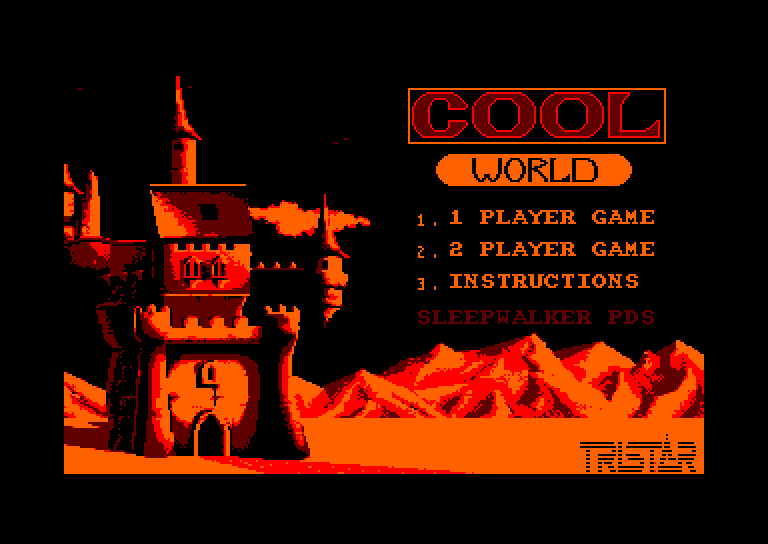 COOL
WORLD
1. 1 PLAYER GAME
2. 2 PLAYER GAME
3. INSTRUCTIONS
SLEEPWALKER PDS
TRISTAR